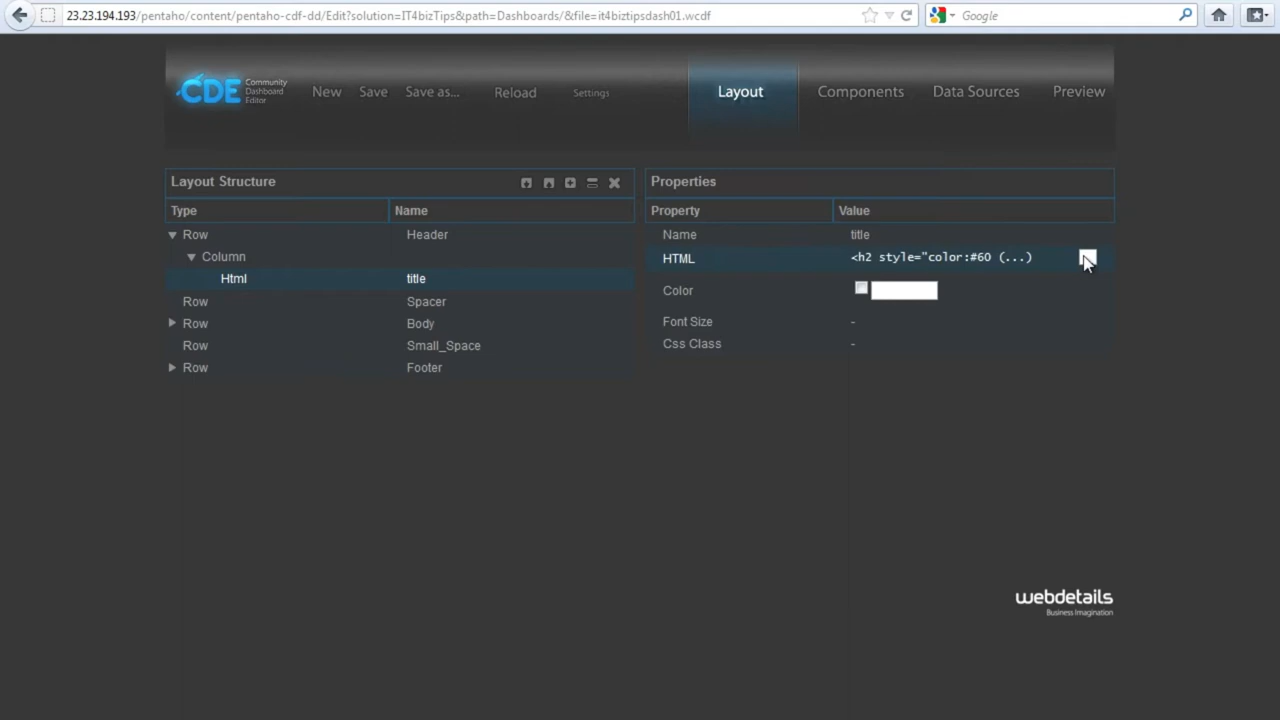 23.23.194.193/pentaho/content/pentaho-cdf-dd/Edit?solution=IT4bizTips&path=Dashboards/&file=it4biztipsdash01.wcdf
Google
CDE Community Dashboard Editor
New Save Save as... Reload Settings Layout Components Data Sources Preview
Layout Structure
Type Name
Row Header
Column
Html title
Row Spacer
Row Body
Row Small_Space
Row Footer
Properties
Property Value
Name title
HTML <h2 style="color:#60 (...)
Color
Font Size -
Css Class -
webdetails
Business Imagination